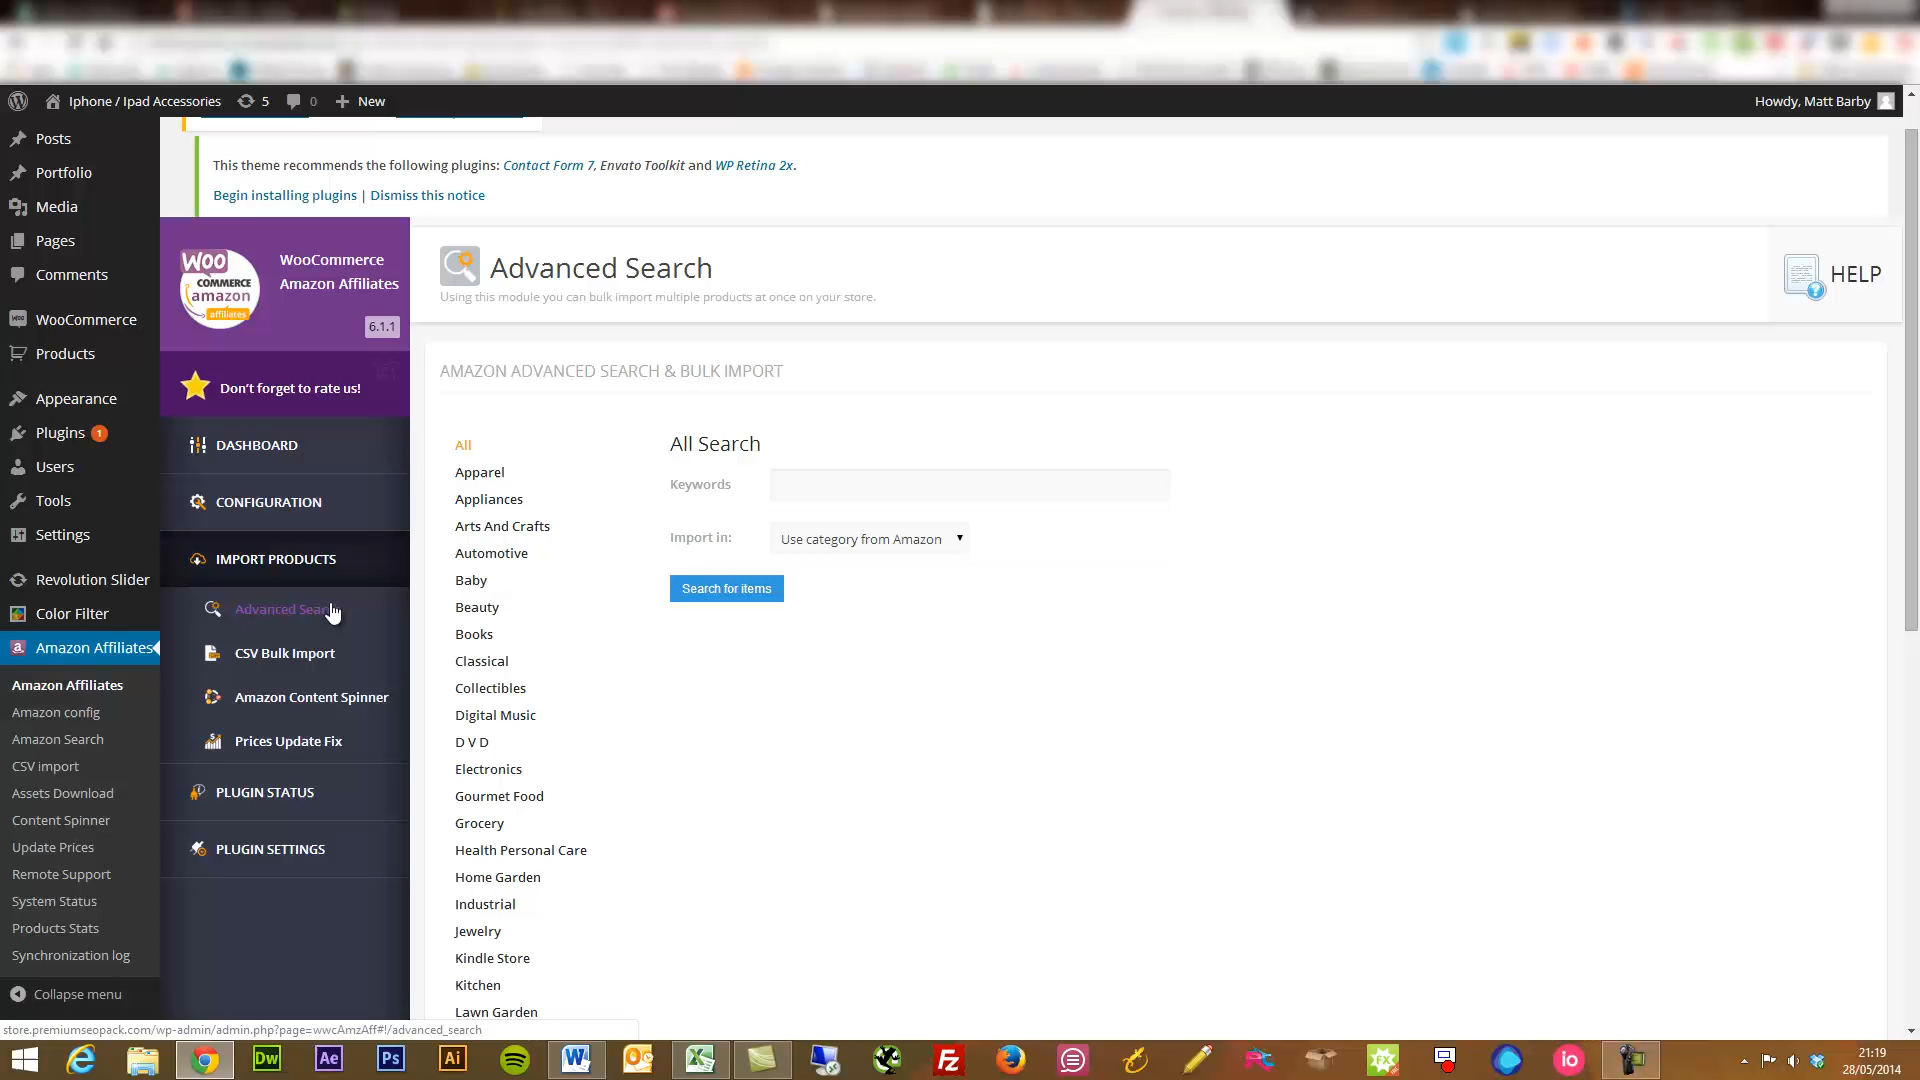 Iphone / Ipad Accessories 5 0 New Howdy, Matt Barby
Posts
Portfolio
Media
Pages
Comments
WooCommerce
Products
Appearance
Plugins 1
Users
Tools
Settings
Revolution Slider
Color Filter
Amazon Affiliates
Amazon Affiliates
Amazon config
Amazon Search
CSV import
Assets Download
Content Spinner
Update Prices
Remote Support
System Status
Products Stats
Synchronization log
Collapse menu
This theme recommends the following plugins: Contact Form 7, Envato Toolkit and WP Retina 2x.
Begin installing plugins | Dismiss this notice
WOO
COMMERCE
amazon
affiliates
WooCommerce
Amazon Affiliates
6.1.1
Don't forget to rate us!
DASHBOARD
CONFIGURATION
IMPORT PRODUCTS
Advanced Sear
CSV Bulk Import
Amazon Content Spinner
Prices Update Fix
PLUGIN STATUS
PLUGIN SETTINGS
Advanced Search
Using this module you can bulk import multiple products at once on your store.
HELP
AMAZON ADVANCED SEARCH & BULK IMPORT
All
Apparel
Appliances
Arts And Crafts
Automotive
Baby
Beauty
Books
Classical
Collectibles
Digital Music
D V D
Electronics
Gourmet Food
Grocery
Health Personal Care
Home Garden
Industrial
Jewelry
Kindle Store
Kitchen
Lawn Garden
All Search
Keywords
Import in: Use category from Amazon
Search for items
store.premiumseopack.com/wp-admin/admin.php?page=wwcAmzAff#!/advanced_search
Dw Ae Ps Ai W X Fz io
21:19
28/05/2014